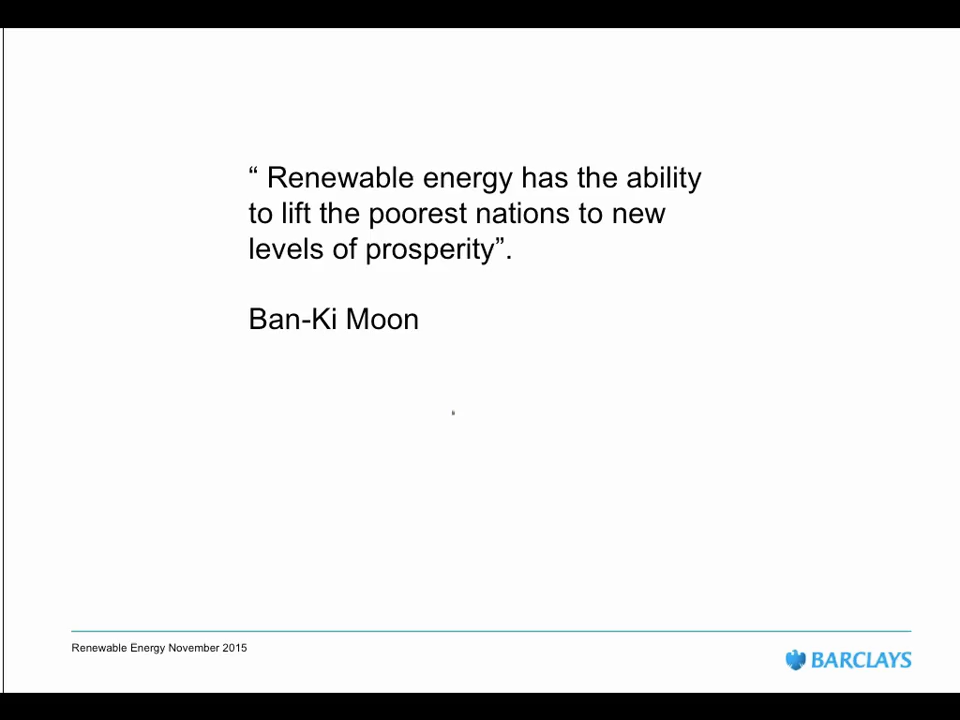 “ Renewable energy has the ability
to lift the poorest nations to new
levels of prosperity”.
Ban-Ki Moon
Renewable Energy November 2015
BARCLAYS